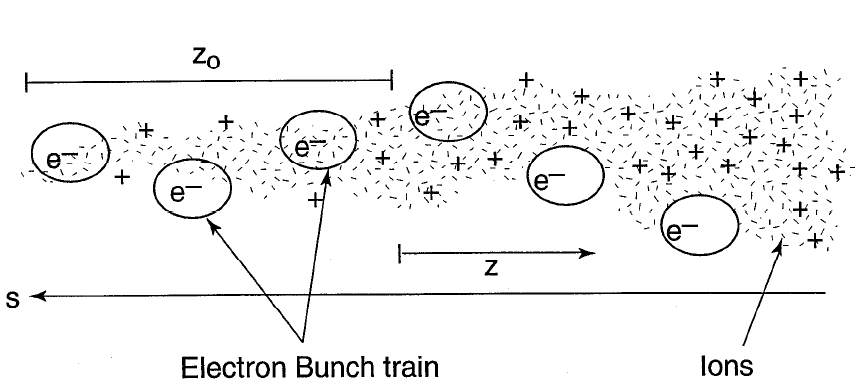 z₀
e⁻
e⁻
e⁻
e⁻
e⁻
e⁻
z
s
Electron Bunch train
Ions